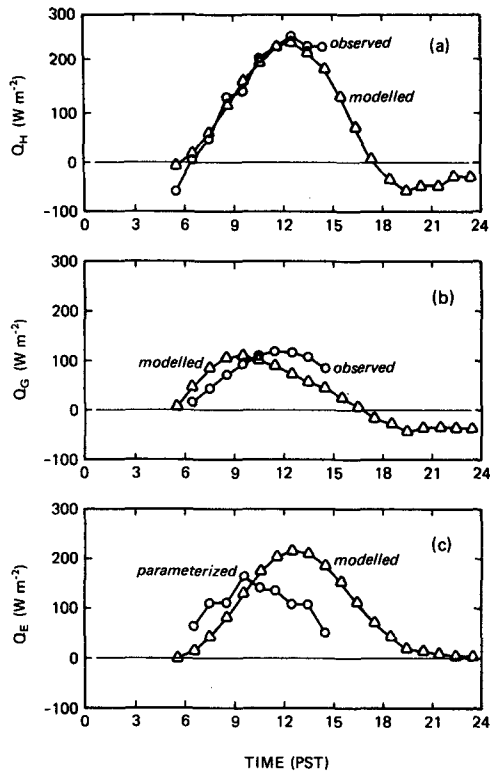 300
200
100
0
-100
Q_H (W m⁻²)
(a)
observed
modelled
0 3 6 9 12 15 18 21 24
300
200
100
0
-100
Q_G (W m⁻²)
(b)
modelled
observed
0 3 6 9 12 15 18 21 24
300
200
100
0
-100
Q_E (W m⁻²)
(c)
parameterized
modelled
0 3 6 9 12 15 18 21 24
TIME (PST)